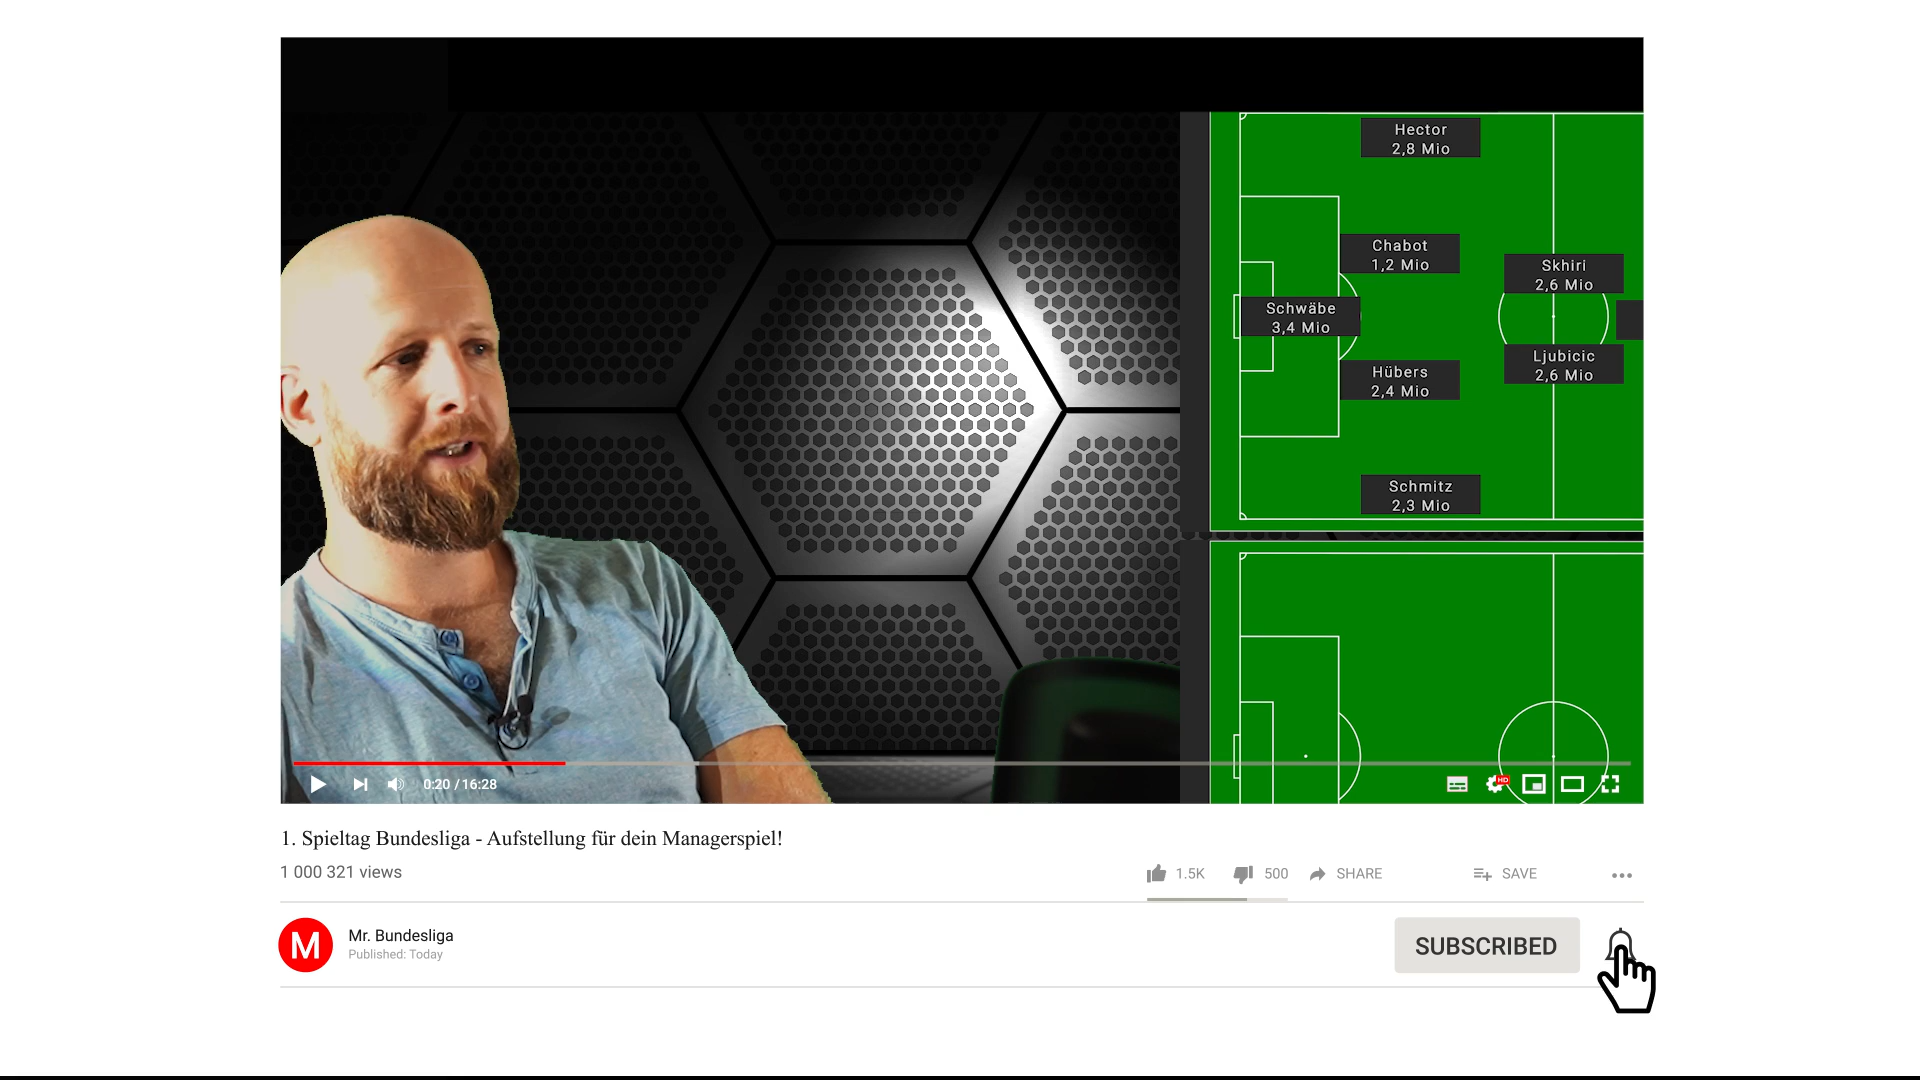 Hector
2,8 Mio
Chabot
1,2 Mio
Skhiri
2,6 Mio
Schwäbe
3,4 Mio
Ljubicic
2,6 Mio
Hübers
2,4 Mio
Schmitz
2,3 Mio
0:20 / 16:28
HD
1. Spieltag Bundesliga - Aufstellung für dein Managerspiel!
1 000 321 views
1.5K
500
SHARE
SAVE
M
Mr. Bundesliga
Published: Today
SUBSCRIBED